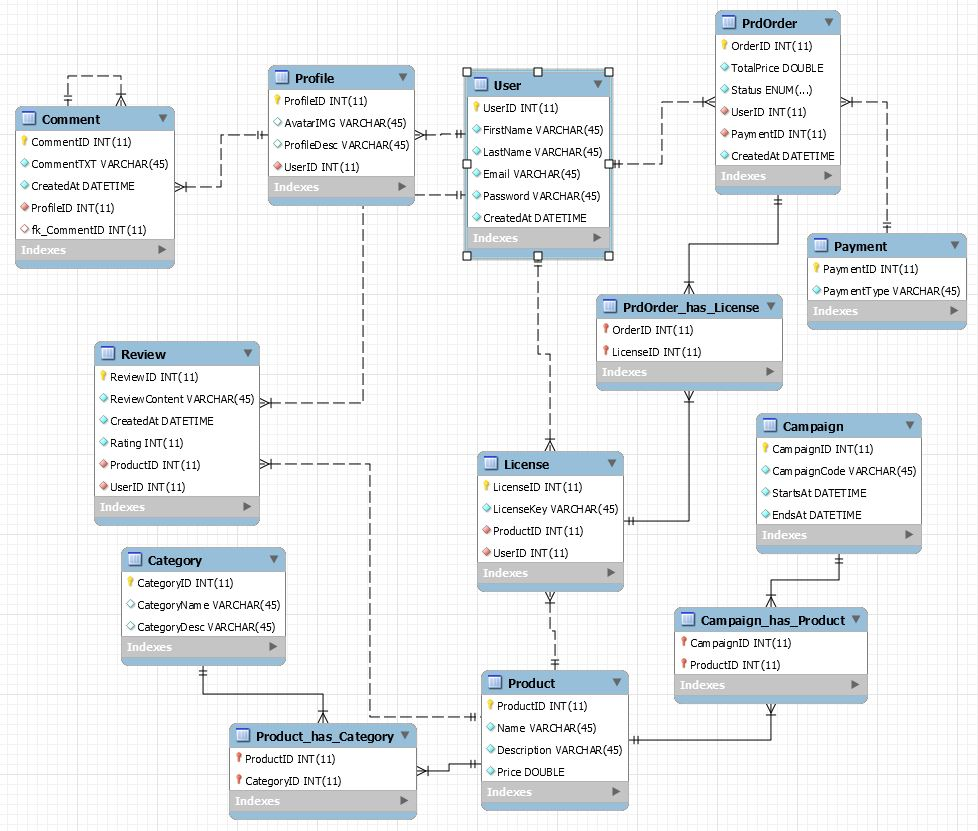 PrdOrder
OrderID INT(11)
TotalPrice DOUBLE
Status ENUM(...)
UserID INT(11)
PaymentID INT(11)
CreatedAt DATETIME
Indexes
Profile
ProfileID INT(11)
AvatarIMG VARCHAR(45)
ProfileDesc VARCHAR(45)
UserID INT(11)
Indexes
User
UserID INT(11)
FirstName VARCHAR(45)
LastName VARCHAR(45)
Email VARCHAR(45)
Password VARCHAR(45)
CreatedAt DATETIME
Indexes
Comment
CommentID INT(11)
CommentTXT VARCHAR(45)
CreatedAt DATETIME
ProfileID INT(11)
fk_CommentID INT(11)
Indexes
Payment
PaymentID INT(11)
PaymentType VARCHAR(45)
Indexes
PrdOrder_has_License
OrderID INT(11)
LicenseID INT(11)
Indexes
Review
ReviewID INT(11)
ReviewContent VARCHAR(45)
CreatedAt DATETIME
Rating INT(11)
ProductID INT(11)
UserID INT(11)
Indexes
Campaign
CampaignID INT(11)
CampaignCode VARCHAR(45)
StartsAt DATETIME
EndsAt DATETIME
Indexes
License
LicenseID INT(11)
LicenseKey VARCHAR(45)
ProductID INT(11)
UserID INT(11)
Indexes
Category
CategoryID INT(11)
CategoryName VARCHAR(45)
CategoryDesc VARCHAR(45)
Indexes
Campaign_has_Product
CampaignID INT(11)
ProductID INT(11)
Indexes
Product
ProductID INT(11)
Name VARCHAR(45)
Description VARCHAR(45)
Price DOUBLE
Indexes
Product_has_Category
ProductID INT(11)
CategoryID INT(11)
Indexes